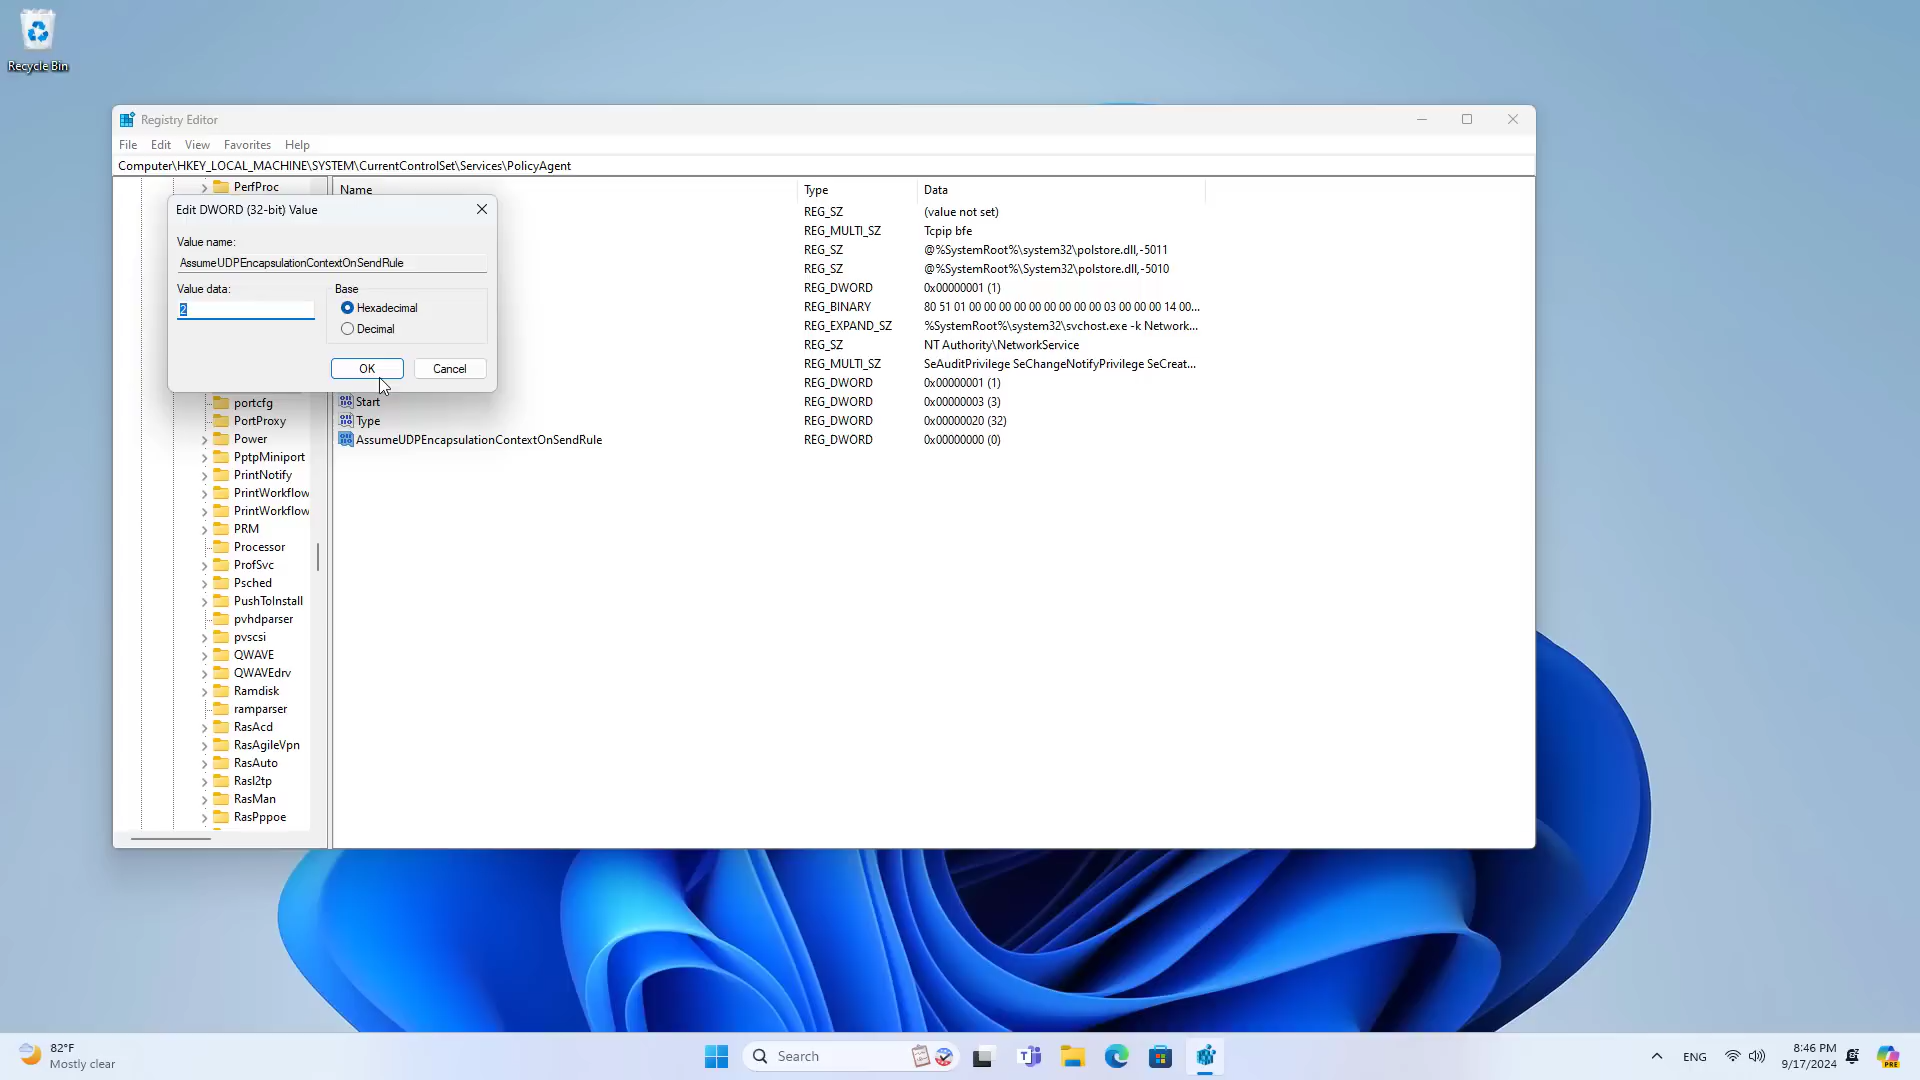 Recycle Bin
Registry Editor
File Edit View Favorites Help
Computer\HKEY_LOCAL_MACHINE\SYSTEM\CurrentControlSet\Services\PolicyAgent
PerfProc
Name Type Data
Edit DWORD (32-bit) Value
Value name:
AssumeUDPEncapsulationContextOnSendRule
Value data:
2
Base
Hexadecimal
Decimal
OK Cancel
REG_SZ (value not set)
REG_MULTI_SZ Tcpip bfe
REG_SZ @%SystemRoot%\system32\polstore.dll,-5011
REG_SZ @%SystemRoot%\System32\polstore.dll,-5010
REG_DWORD 0x00000001 (1)
REG_BINARY 80 51 01 00 00 00 00 00 00 00 00 00 03 00 00 00 14 00...
REG_EXPAND_SZ %SystemRoot%\system32\svchost.exe -k Network...
REG_SZ NT Authority\NetworkService
REG_MULTI_SZ SeAuditPrivilege SeChangeNotifyPrivilege SeCreat...
REG_DWORD 0x00000001 (1)
Start REG_DWORD 0x00000003 (3)
Type REG_DWORD 0x00000020 (32)
AssumeUDPEncapsulationContextOnSendRule REG_DWORD 0x00000000 (0)
portcfg
PortProxy
Power
PptpMiniport
PrintNotify
PrintWorkflow
PrintWorkflow
PRM
Processor
ProfSvc
Psched
PushToInstall
pvhdparser
pvscsi
QWAVE
QWAVEdrv
Ramdisk
ramparser
RasAcd
RasAgileVpn
RasAuto
Rasl2tp
RasMan
RasPppoe
82°F
Mostly clear
Search
ENG
8:46 PM
9/17/2024
PRE